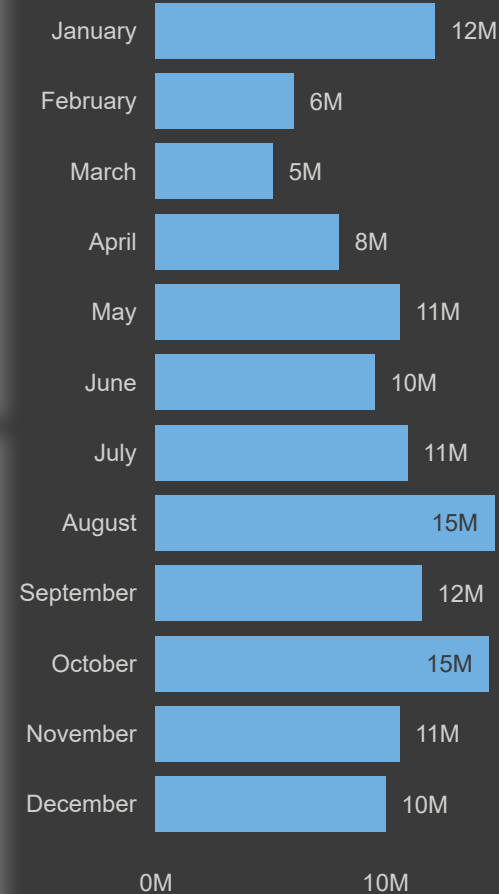 January 12M
February 6M
March 5M
April 8M
May 11M
June 10M
July 11M
August 15M
September 12M
October 15M
November 11M
December 10M
0M 10M